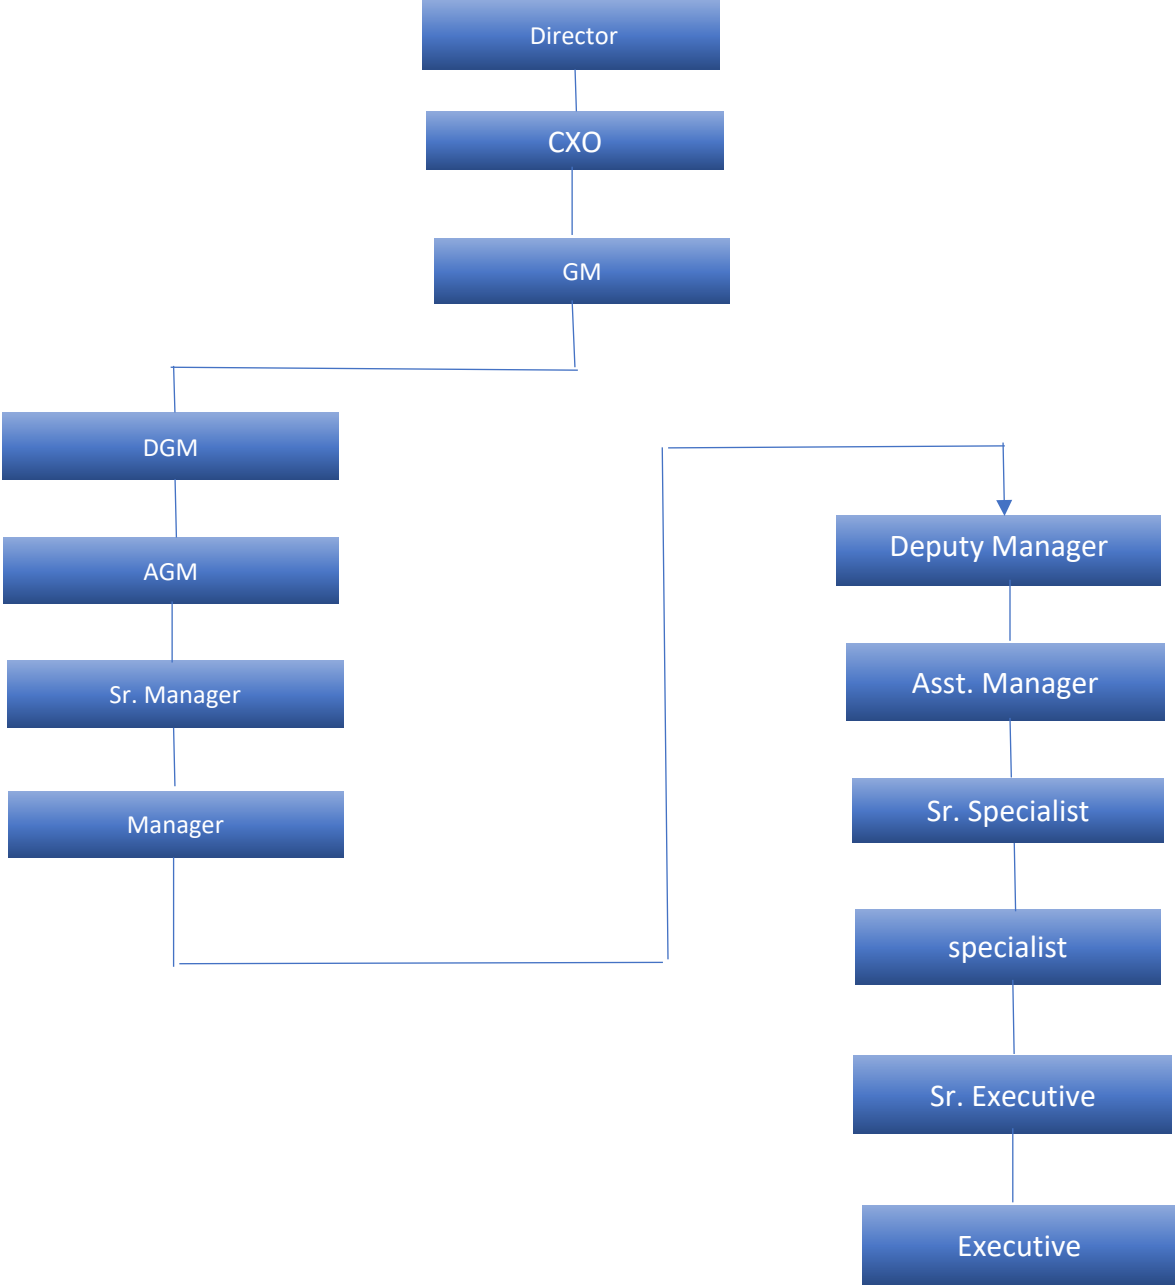 Director
CXO
GM
DGM
AGM
Sr. Manager
Manager
Deputy Manager
Asst. Manager
Sr. Specialist
specialist
Sr. Executive
Executive